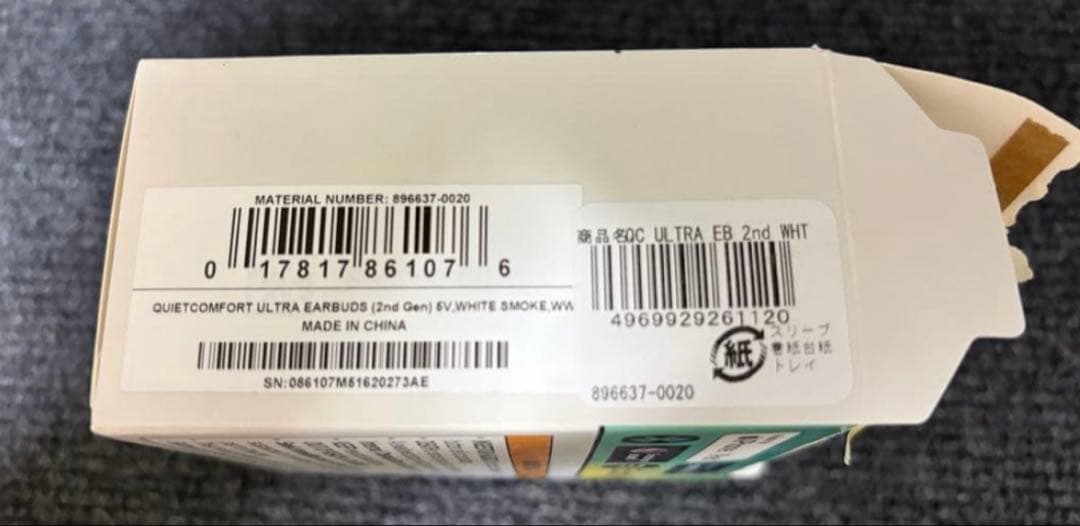 MATERIAL NUMBER: 896637-0020
0 17817 86107 6
QUIETCOMFORT ULTRA EARBUDS (2nd Gen) 5V,WHITE SMOKE,WW
MADE IN CHINA
SN:086107M51620273AE
商品名QC ULTRA EB 2nd WHT
4969929261120
紙
スリーブ
巻紙台紙
トレイ
896637-0020